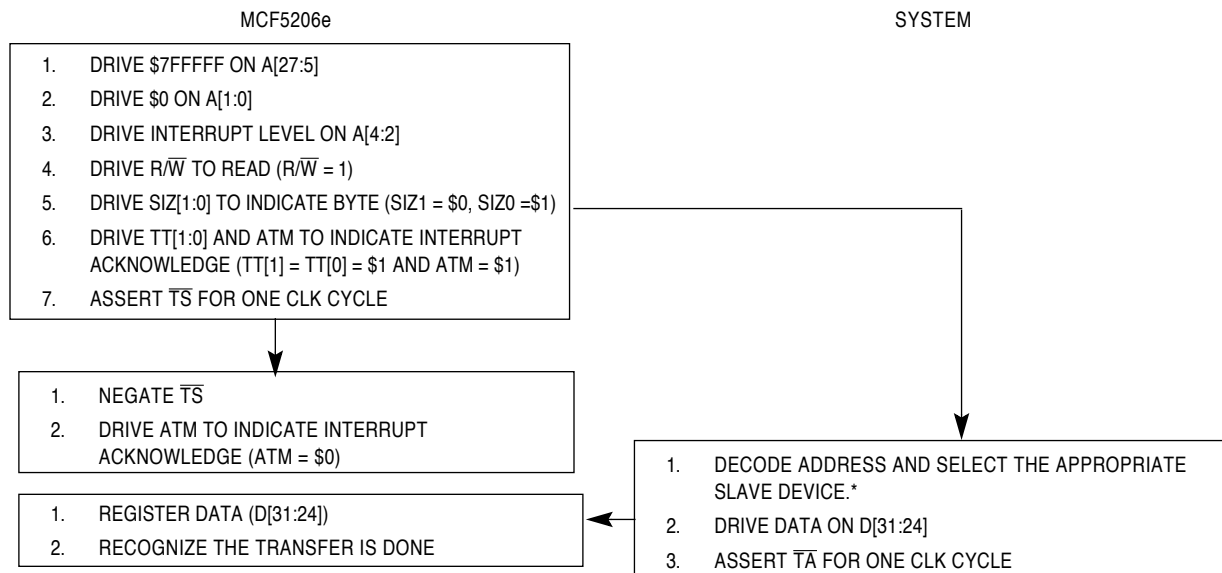 MCF5206e
SYSTEM
1. DRIVE $7FFFFF ON A[27:5]
2. DRIVE $0 ON A[1:0]
3. DRIVE INTERRUPT LEVEL ON A[4:2]
4. DRIVE R/W̅ TO READ (R/W̅ = 1)
5. DRIVE SIZ[1:0] TO INDICATE BYTE (SIZ1 = $0, SIZ0 =$1)
6. DRIVE TT[1:0] AND ATM TO INDICATE INTERRUPT
ACKNOWLEDGE (TT[1] = TT[0] = $1 AND ATM = $1)
7. ASSERT T̅S̅ FOR ONE CLK CYCLE
1. NEGATE T̅S̅
2. DRIVE ATM TO INDICATE INTERRUPT
ACKNOWLEDGE (ATM = $0)
1. DECODE ADDRESS AND SELECT THE APPROPRIATE
SLAVE DEVICE.*
2. DRIVE DATA ON D[31:24]
3. ASSERT T̅A̅ FOR ONE CLK CYCLE
1. REGISTER DATA (D[31:24])
2. RECOGNIZE THE TRANSFER IS DONE